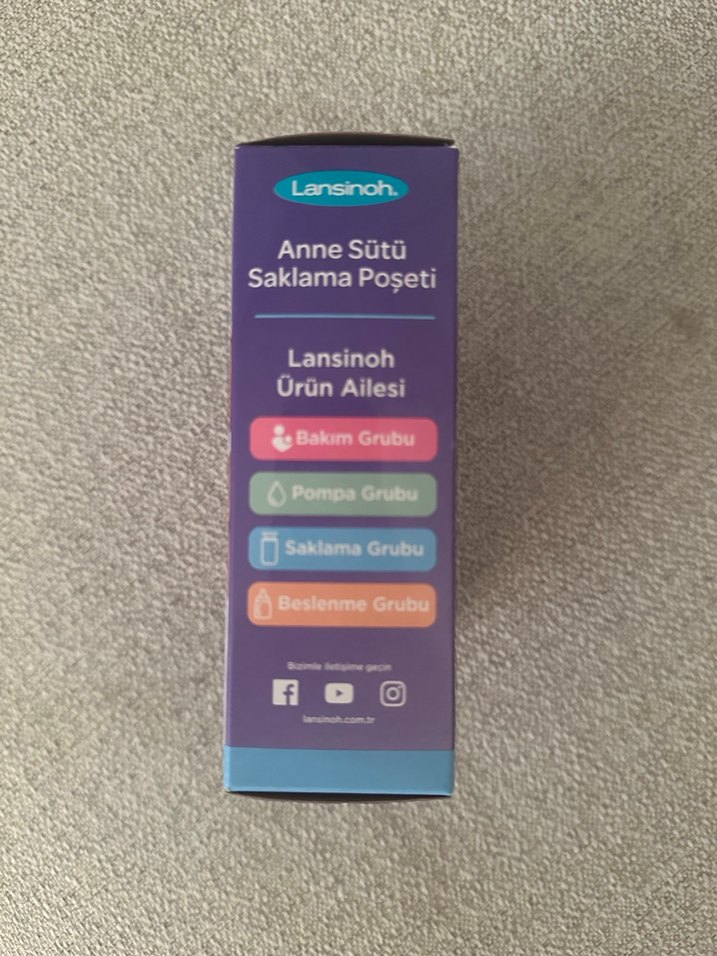 Lansinoh®
Anne Sütü
Saklama Poşeti
Lansinoh
Ürün Ailesi
Bakım Grubu
Pompa Grubu
Saklama Grubu
Beslenme Grubu
Bizimle iletişime geçin
lansinoh.com.tr